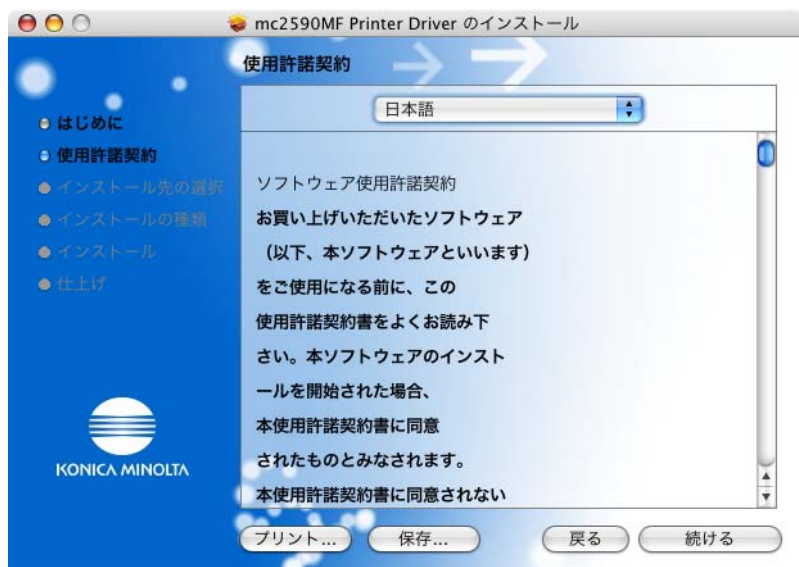 mc2590MF Printer Driver のインストール
使用許諾契約
日本語
はじめに
使用許諾契約
インストール先の選択
インストールの種類
インストール
仕上げ
ソフトウェア使用許諾契約
お買い上げいただいたソフトウェア
（以下、本ソフトウェアといいます）
をご使用になる前に、この
使用許諾契約書をよくお読み下
さい。本ソフトウェアのインスト
ールを開始された場合、
本使用許諾契約書に同意
されたものとみなされます。
本使用許諾契約書に同意されない
KONICA MINOLTA
プリント... 保存... 戻る 続ける